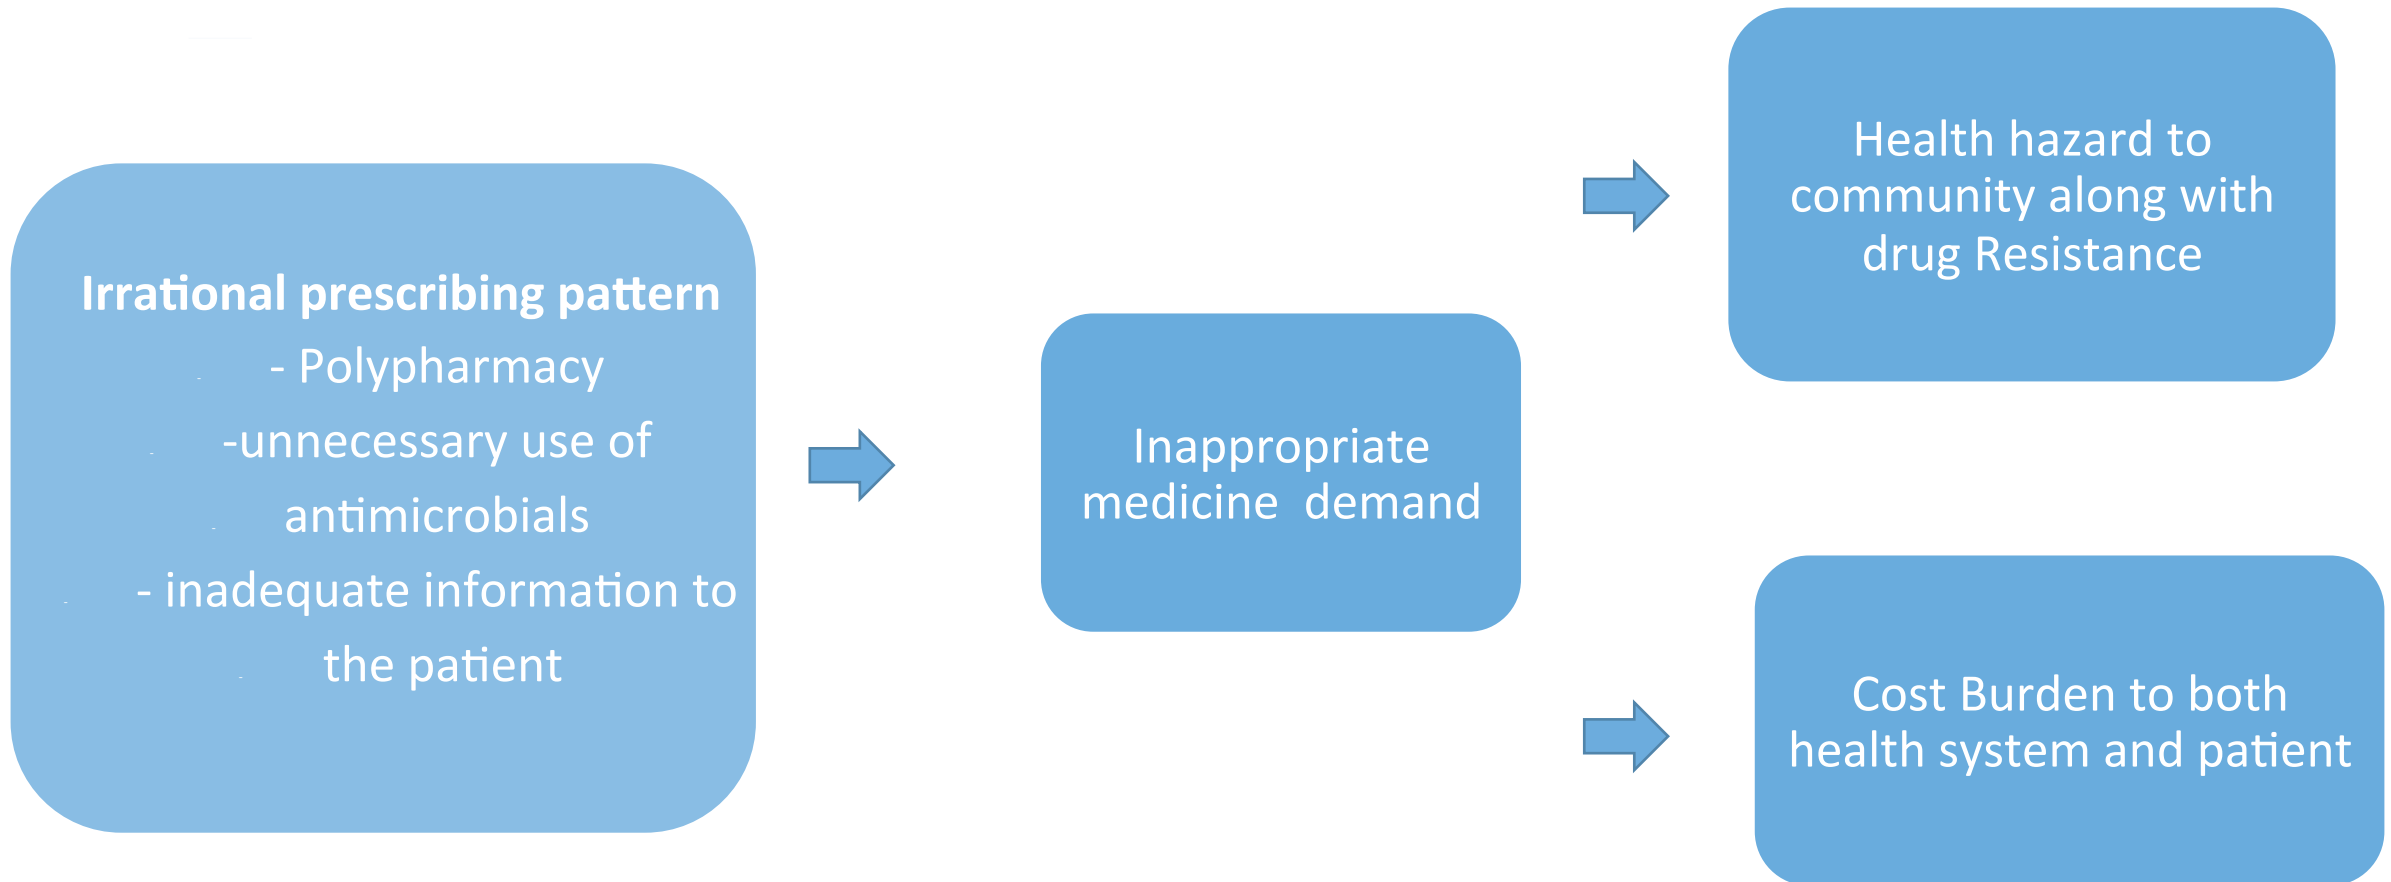 Irrational prescribing pattern
- Polypharmacy
-unnecessary use of
antimicrobials
- inadequate information to
the patient
Inappropriate
medicine  demand
Health hazard to
community along with
drug Resistance
Cost Burden to both
health system and patient